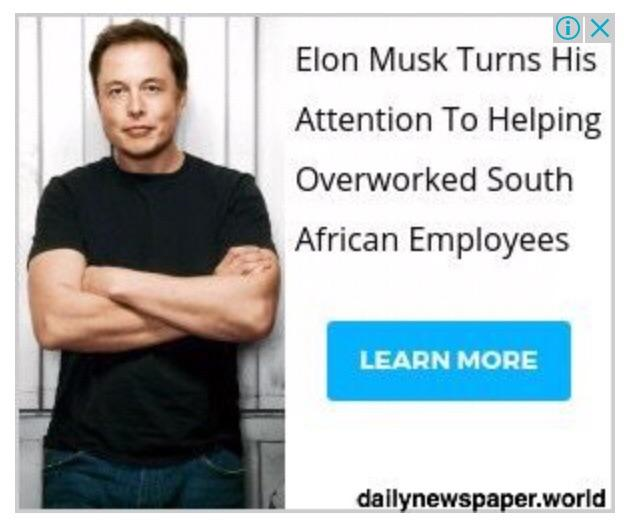 Elon Musk Turns His
Attention To Helping
Overworked South
African Employees
LEARN MORE
dailynewspaper.world